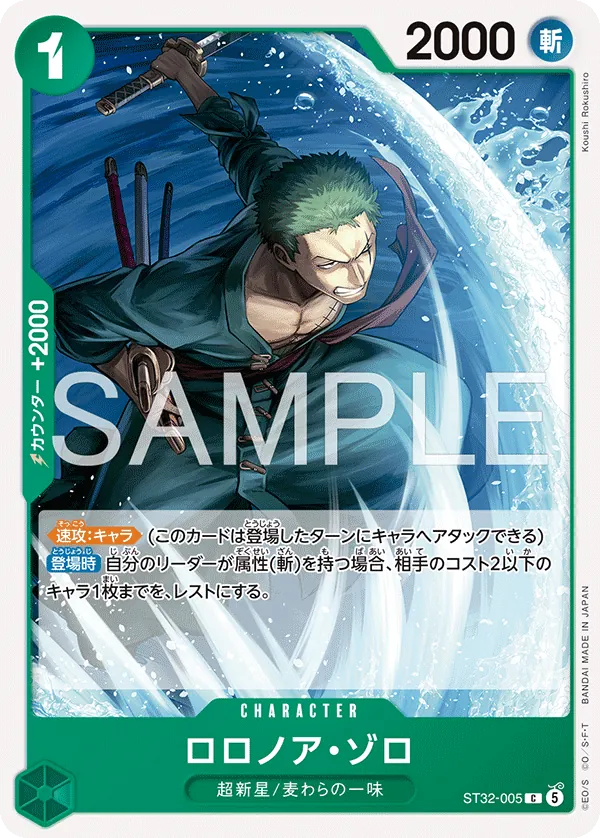 1
2000 斬
Koushi Rokushiro
カウンター +2000
SAMPLE
速攻:キャラ (このカードは登場したターンにキャラへアタックできる)
登場時 自分のリーダーが属性(斬)を持つ場合、相手のコスト2以下の
キャラ1枚までを、レストにする。
CHARACTER
ロロノア・ゾロ
超新星/麦わらの一味
ST32-005 C 5
©E.O/S ©O/S・F・T BANDAI MADE IN JAPAN